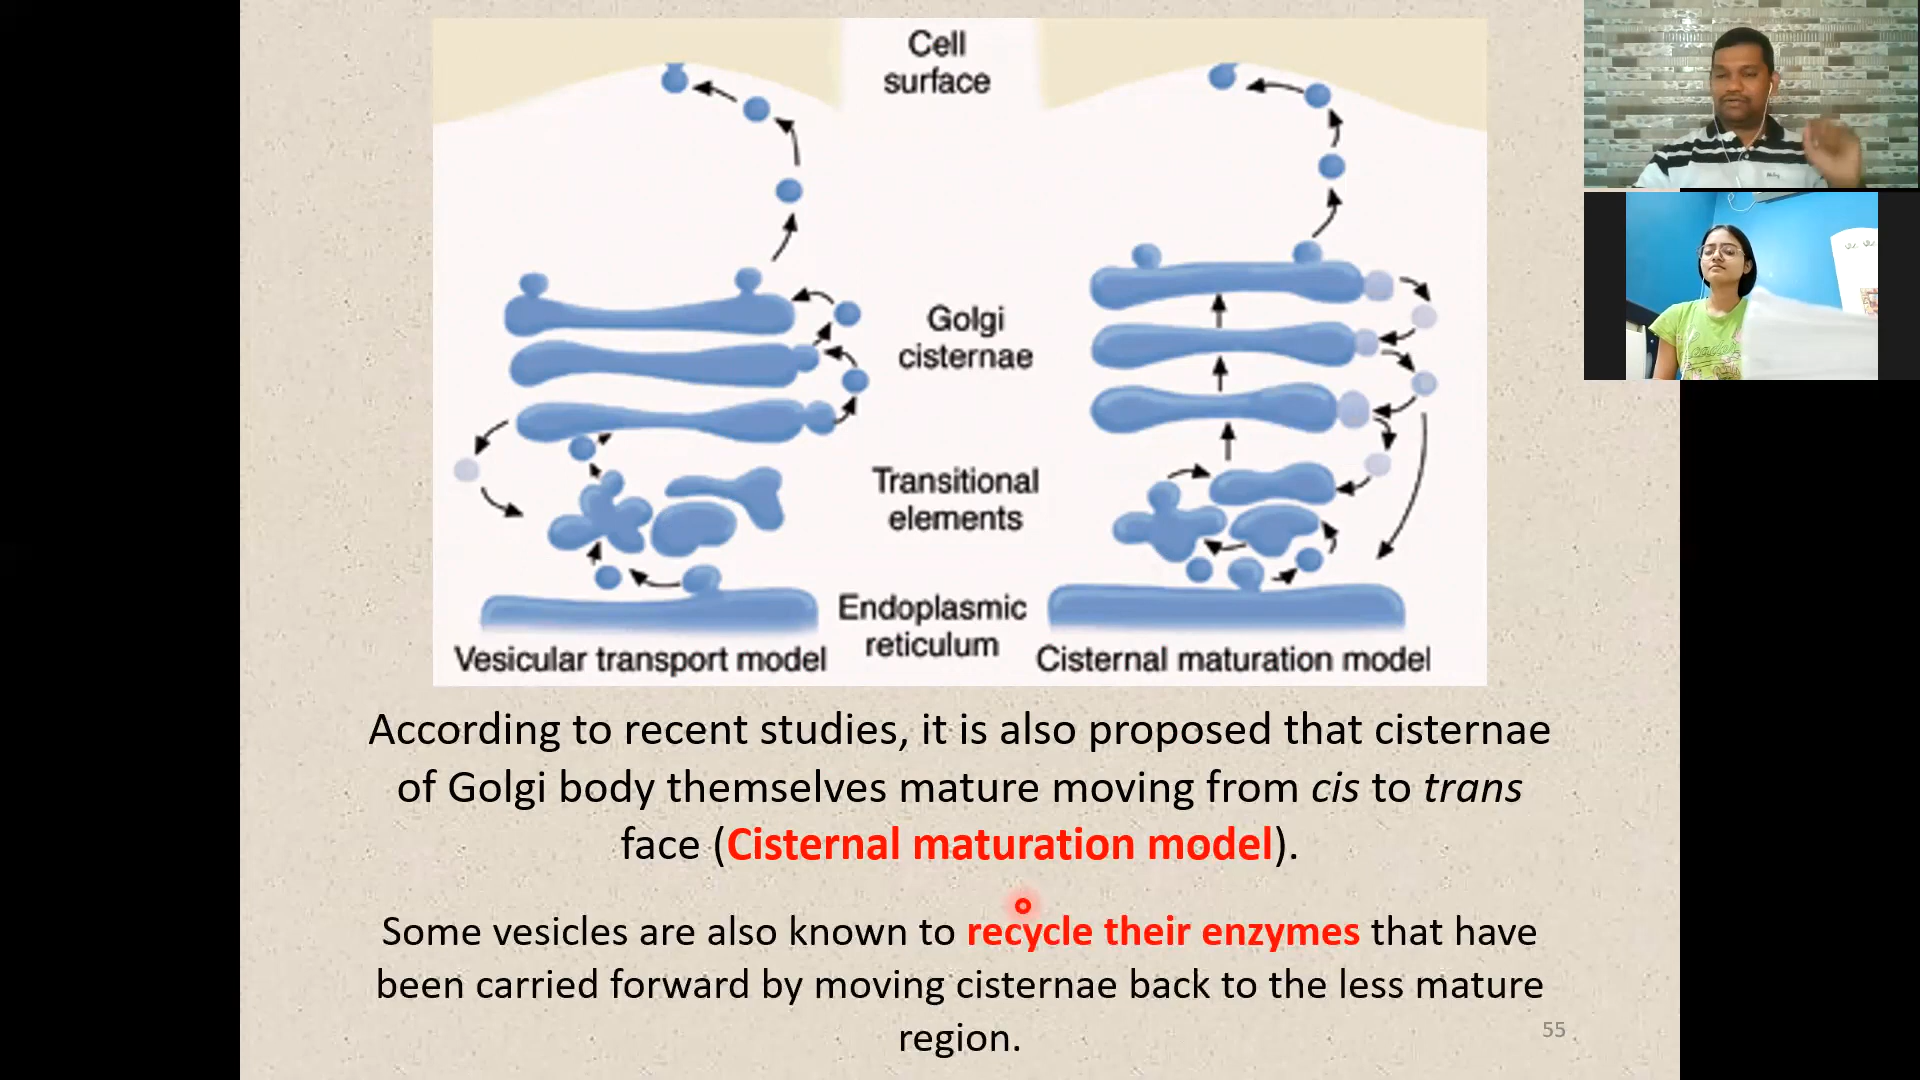 Cell
surface
Golgi
cisternae
Transitional
elements
Endoplasmic
reticulum
Vesicular transport model
Cisternal maturation model
According to recent studies, it is also proposed that cisternae
of Golgi body themselves mature moving from cis to trans
face (Cisternal maturation model).
Some vesicles are also known to recycle their enzymes that have
been carried forward by moving cisternae back to the less mature
region.
55